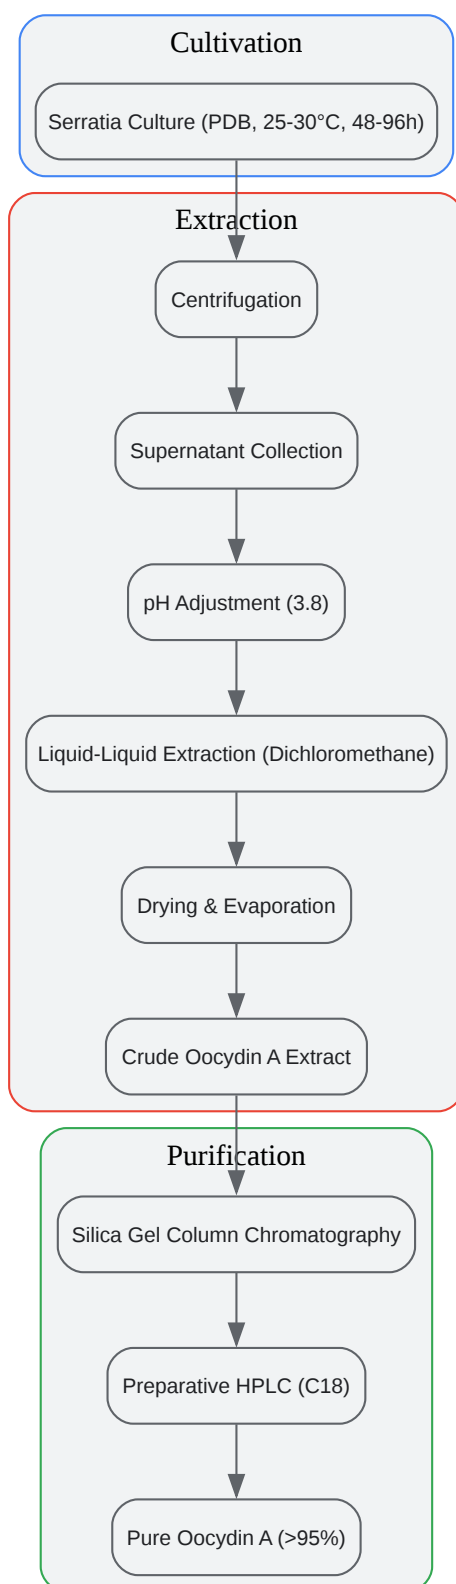 Cultivation
Serratia Culture (PDB, 25-30°C, 48-96h)
Extraction
Centrifugation
Supernatant Collection
pH Adjustment (3.8)
Liquid-Liquid Extraction (Dichloromethane)
Drying & Evaporation
Crude Oocydin A Extract
Purification
Silica Gel Column Chromatography
Preparative HPLC (C18)
Pure Oocydin A (>95%)